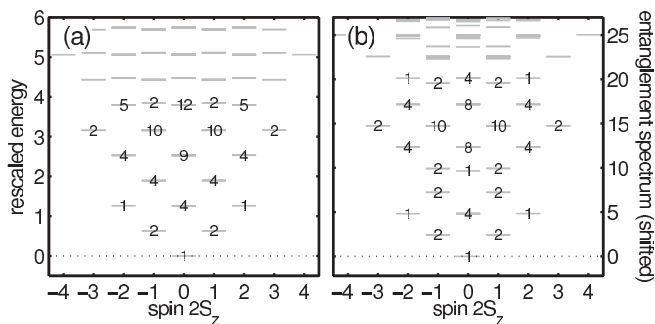 (a)
rescaled energy
6
5
4
3
2
1
0
5 2 12 2 5
2 10 10 2
4 9 4
4 4
1 4 1
2 2
1
−4 −3 −2 −1 0 1 2 3 4
spin 2S_z
(b)
1 2 4 2 1
4 8 4
2 10 10 2
4 8 4
2 1 2
2 2
1 4 1
2 2
1
−4 −3 −2 −1 0 1 2 3 4
spin 2S_z
25
20
15
10
5
0
entanglement spectrum (shifted)